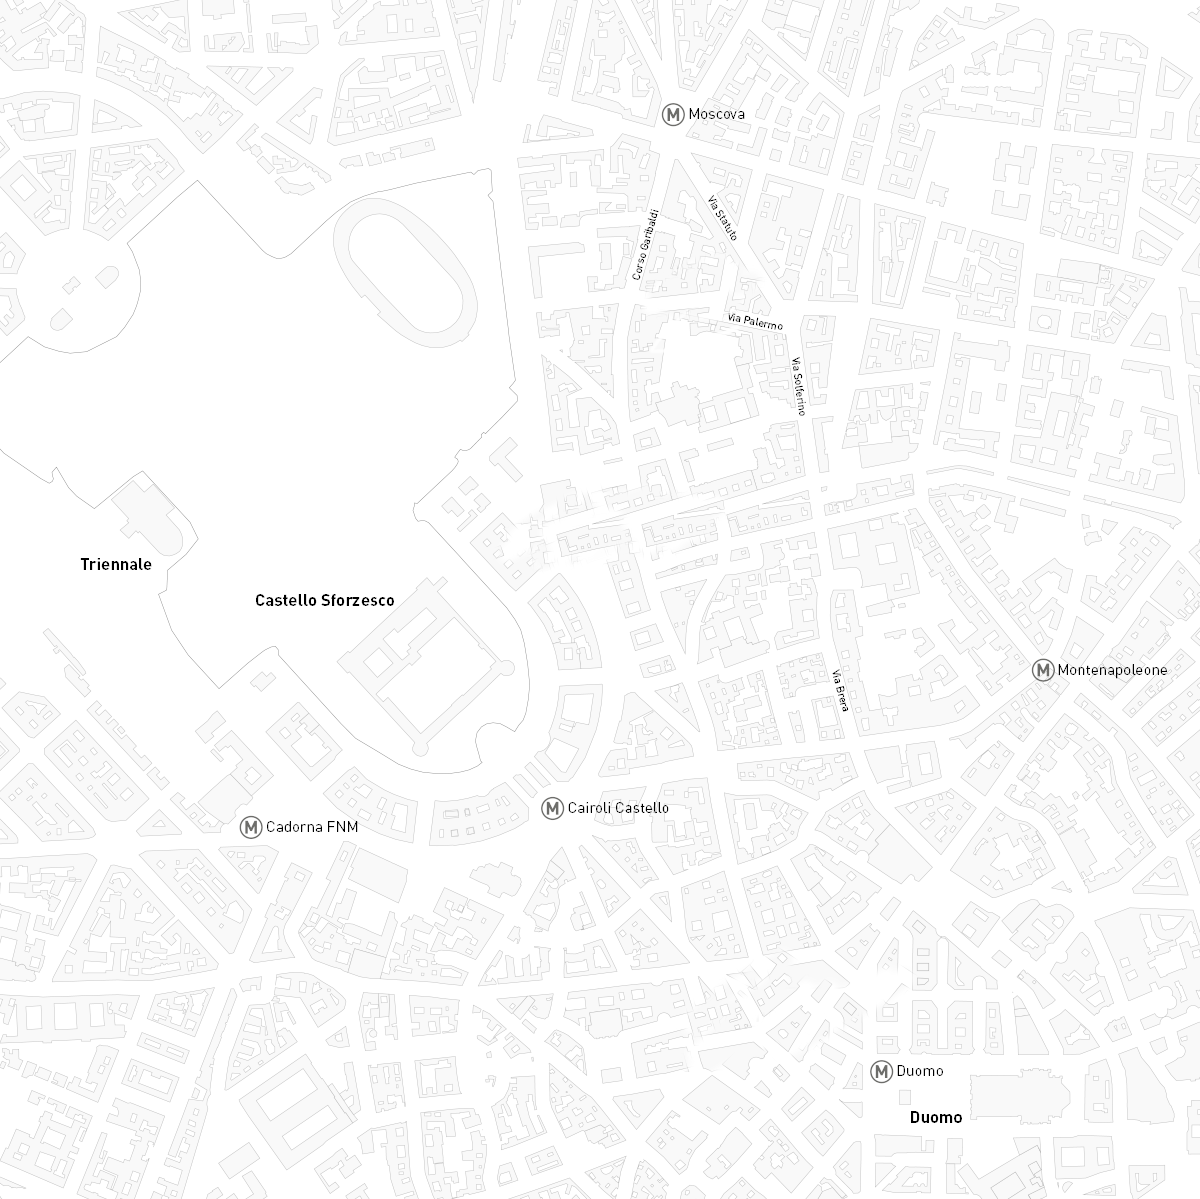 M Moscova
Via Statuto
Corso Garibaldi
Via Palermo
Via Solferino
Triennale
Castello Sforzesco
M Montenapoleone
Via Brera
M Cairoli Castello
M Cadorna FNM
M Duomo
Duomo